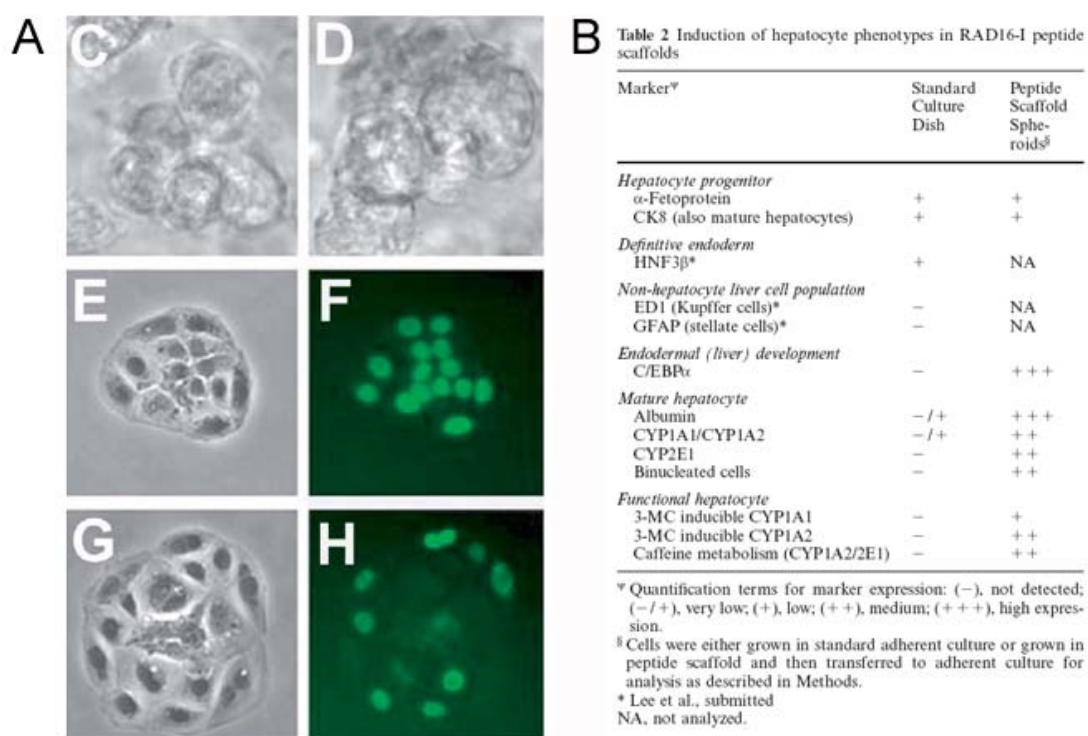 A
C
D
E
F
G
H
B
Table 2 Induction of hepatocyte phenotypes in RAD16-I peptide
scaffolds
Marker^Ψ Standard Peptide
Culture Scaffold
Dish Sphe-
roids^§
Hepatocyte progenitor
α-Fetoprotein + +
CK8 (also mature hepatocytes) + +
Definitive endoderm
HNF3β* + NA
Non-hepatocyte liver cell population
ED1 (Kupffer cells)* − NA
GFAP (stellate cells)* − NA
Endodermal (liver) development
C/EBPα − +++
Mature hepatocyte
Albumin −/+ +++
CYP1A1/CYP1A2 −/+ ++
CYP2E1 − ++
Binucleated cells − ++
Functional hepatocyte
3-MC inducible CYP1A1 − +
3-MC inducible CYP1A2 − ++
Caffeine metabolism (CYP1A2/2E1) − ++
Ψ Quantification terms for marker expression: (−), not detected;
(−/+), very low; (+), low; (++), medium; (+++), high expres-
sion.
§ Cells were either grown in standard adherent culture or grown in
peptide scaffold and then transferred to adherent culture for
analysis as described in Methods.
* Lee et al., submitted
NA, not analyzed.